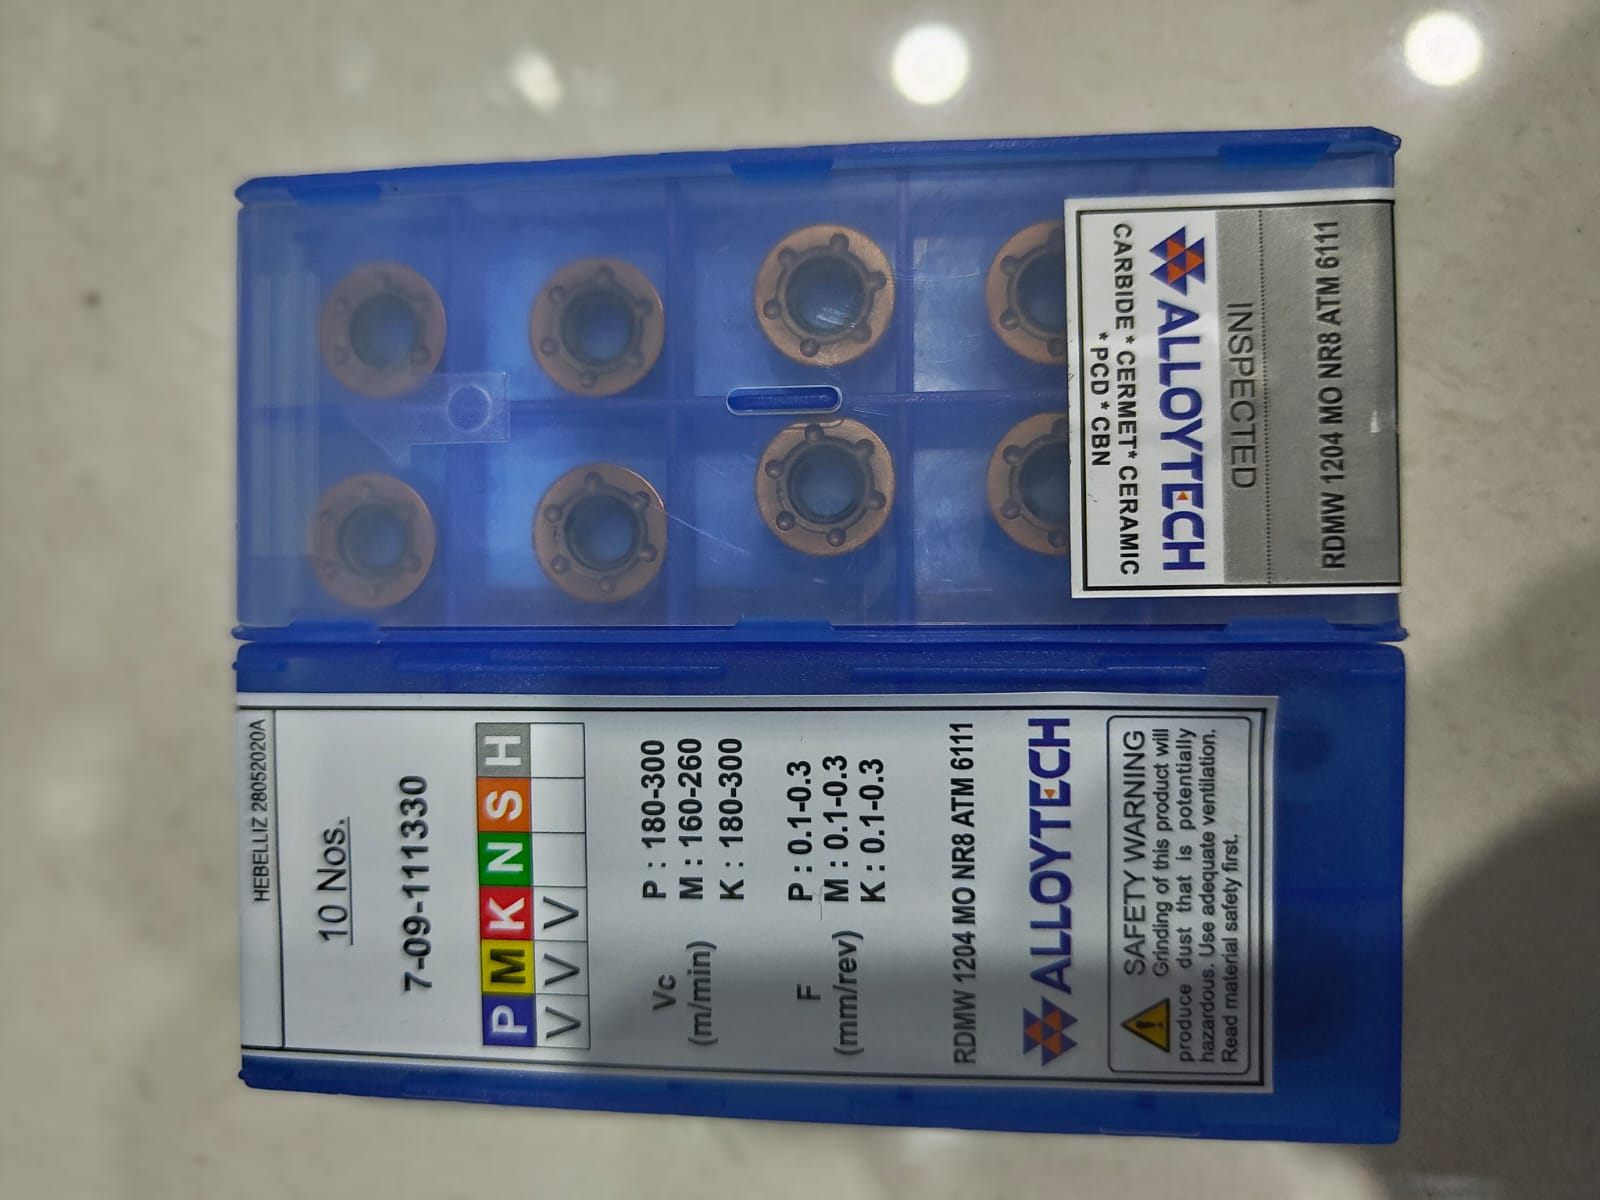 HEBELLIZ 28052020A
10 Nos.
7-09-111330
P M K N S H
V V V
Vc
(m/min)
P : 180-300
M : 160-260
K : 180-300
F
(mm/rev)
P : 0.1-0.3
M : 0.1-0.3
K : 0.1-0.3
RDMW 1204 MO NR8 ATM 6111
ALLOYTECH
SAFETY WARNING
Grinding of this product will
produce dust that is potentially
hazardous. Use adequate ventilation.
Read material safety first.
CARBIDE * CERMET* CERAMIC
* PCD * CBN
ALLOYTECH
INSPECTED
RDMW 1204 MO NR8 ATM 6111